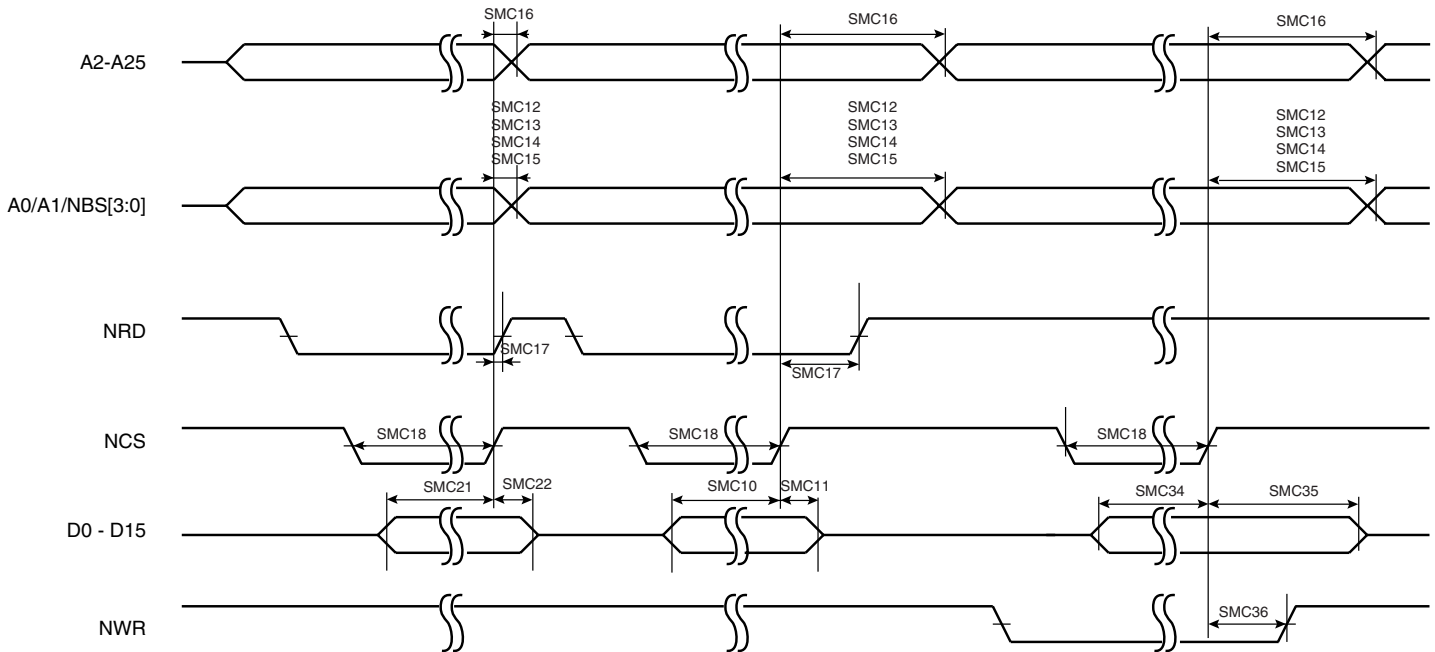 SMC16 SMC16 SMC16
A2-A25
SMC12 SMC12 SMC12
SMC13 SMC13 SMC13
SMC14 SMC14 SMC14
SMC15 SMC15 SMC15
A0/A1/NBS[3:0]
NRD
SMC17 SMC17
NCS SMC18 SMC18 SMC18
SMC21 SMC22 SMC10 SMC11 SMC34 SMC35
D0 - D15
NWR SMC36